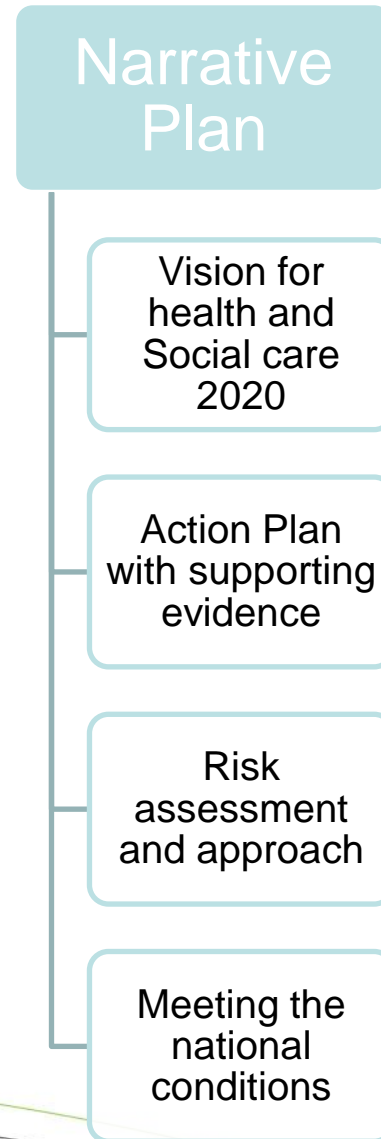 Narrative
Plan
Vision for
health and
Social care
2020
Action Plan
with supporting
evidence
Risk
assessment
and approach
Meeting the
national
conditions